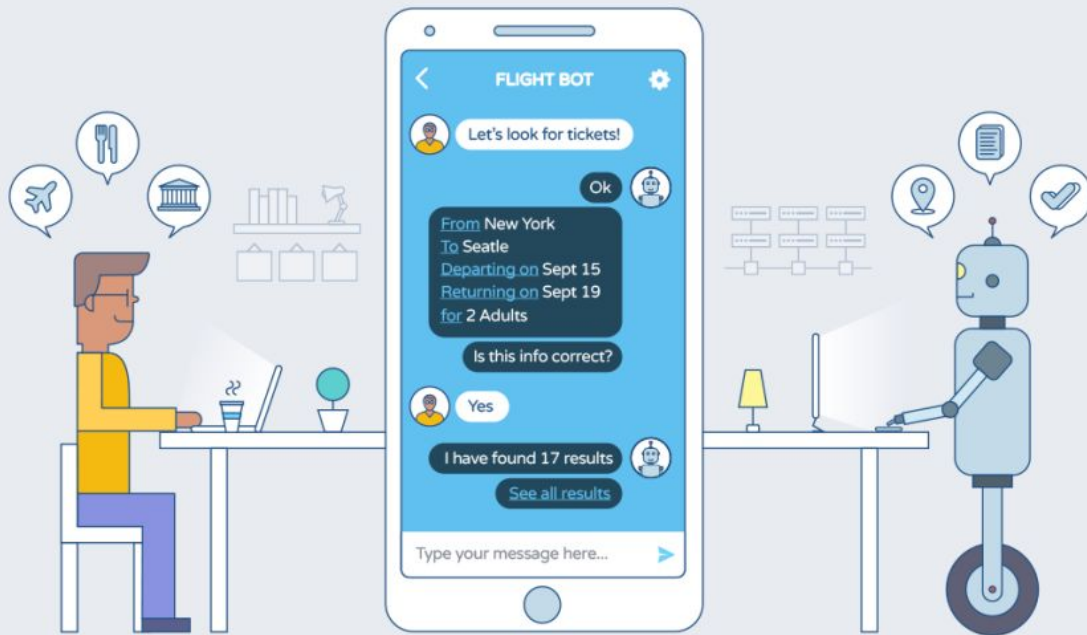 FLIGHT BOT
Let's look for tickets!
Ok
From New York
To Seatle
Departing on Sept 15
Returning on Sept 19
for 2 Adults
Is this info correct?
Yes
I have found 17 results
See all results
Type your message here...